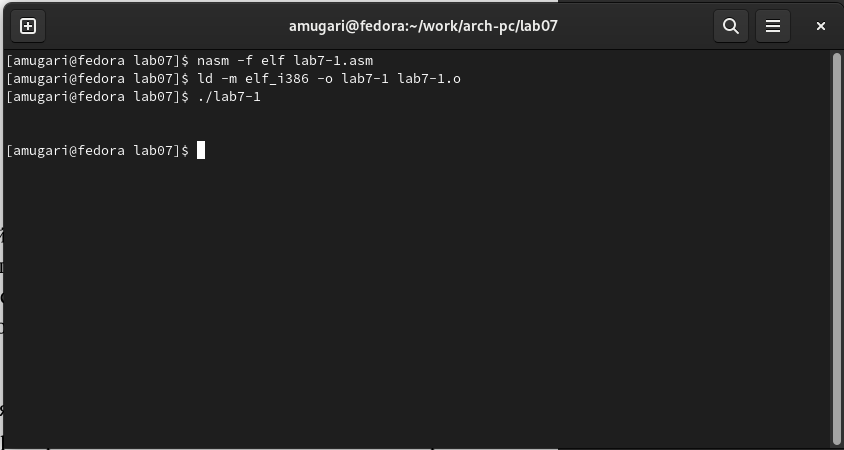 amugari@fedora:~/work/arch-pc/lab07
[amugari@fedora lab07]$ nasm -f elf lab7-1.asm
[amugari@fedora lab07]$ ld -m elf_i386 -o lab7-1 lab7-1.o
[amugari@fedora lab07]$ ./lab7-1
[amugari@fedora lab07]$